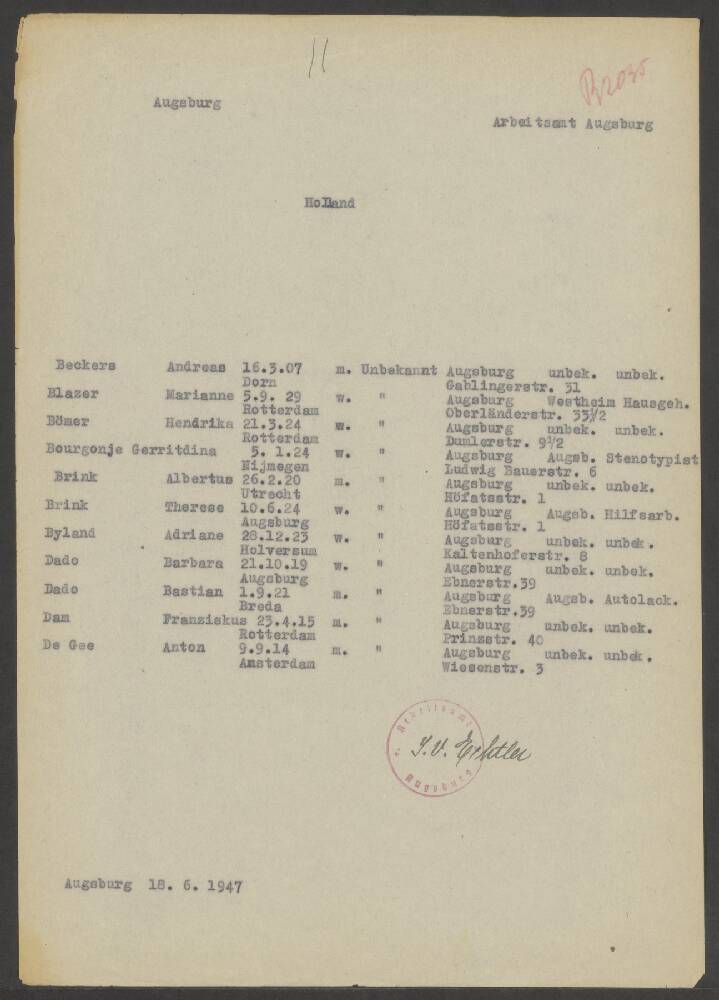 11
B2035
Augsburg
Arbeitsamt Augsburg
Holland
Beckers Andreas 16.3.07 m. Unbekannt Augsburg unbek. unbek.
Dorn Gablingerstr. 31
Blazer Marianne 5.9. 29 w. " Augsburg Westheim Hausgeh.
Rotterdam Oberländerstr. 33½
Bömer Hendrika 21.3.24 w. " Augsburg unbek. unbek.
Rotterdam Dumlerstr. 9½
Bourgonje Gerritdina 5. 1.24 w. " Augsburg Augsb. Stenotypist
Nijmegen Ludwig Bauerstr. 6
Brink Albertus 26.2.20 m. " Augsburg unbek. unbek.
Utrecht Höfatsstr. 1
Brink Therese 10.6.24 w. " Augsburg Augsb. Hilfsarb.
Augsburg Höfatsstr. 1
Byland Adriane 28.12.23 w. " Augsburg unbek. unbek.
Holversum Kaltenhoferstr. 8
Dado Barbara 21.10.19 w. " Augsburg unbek. unbek.
Augsburg Ebnerstr.39
Dado Bastian 1.9.21 m. " Augsburg Augsb. Autolack.
Breda Ebnerstr.39
Dam Franziskus 23.4.15 m. " Augsburg unbek. unbek.
Rotterdam Prinzstr. 40
De Gee Anton 9.9.14 m. " Augsburg unbek. unbek.
Amsterdam Wiesenstr. 3
Arbeitsamt
J.V. Echtler
Augsburg
Augsburg 18. 6. 1947